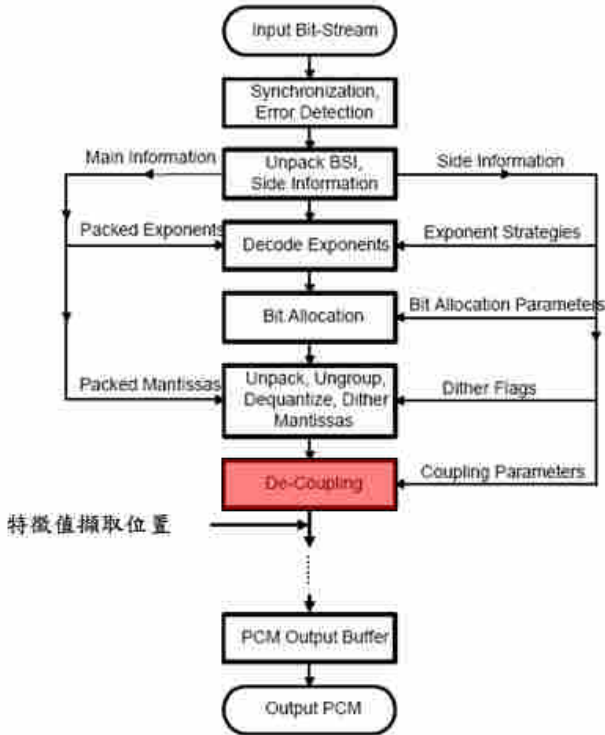 Input Bit-Stream
Synchronization,
Error Detection
Main Information
Unpack BSI,
Side Information
Side Information
Packed Exponents
Decode Exponents
Exponent Strategies
Bit Allocation
Bit Allocation Parameters
Packed Mantissas
Unpack, Ungroup,
Dequantize, Dither
Mantissas
Dither Flags
De-Coupling
Coupling Parameters
特徵值擷取位置
PCM Output Buffer
Output PCM